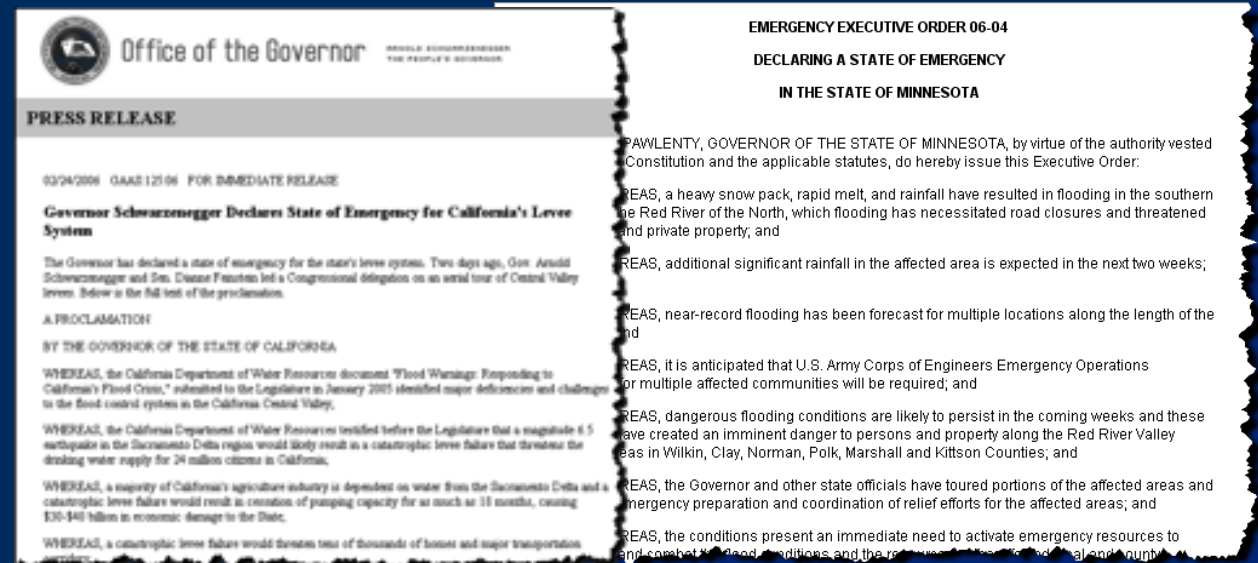 Office of the Governor ARNOLD SCHWARZENEGGER
THE PEOPLE'S GOVERNOR
PRESS RELEASE
02/24/2006 GAAS:125:06 FOR IMMEDIATE RELEASE
Governor Schwarzenegger Declares State of Emergency for California's Levee
System
The Governor has declared a state of emergency for the state's levee system. Two days ago, Gov. Arnold
Schwarzenegger and Sen. Dianne Feinstein led a Congressional delegation on an aerial tour of Central Valley
levees. Below is the full text of the proclamation.
A PROCLAMATION
BY THE GOVERNOR OF THE STATE OF CALIFORNIA
WHEREAS, the California Department of Water Resources document "Flood Warnings: Responding to
California's Flood Crisis," submitted to the Legislature in January 2005 identified major deficiencies and challenges
to the flood control system in the California Central Valley;
WHEREAS, the California Department of Water Resources testified before the Legislature that a magnitude 6.5
earthquake in the Sacramento Delta region would likely result in a catastrophic levee failure that threatens the
drinking water supply for 24 million citizens in California;
WHEREAS, a majority of California's agriculture industry is dependent on water from the Sacramento Delta and a
catastrophic levee failure would result in cessation of pumping capacity for as much as 18 months, causing
$30-$40 billion in economic damage to the State;
WHEREAS, a catastrophic levee failure would threaten tens of thousands of homes and major transportation
EMERGENCY EXECUTIVE ORDER 06-04
DECLARING A STATE OF EMERGENCY
IN THE STATE OF MINNESOTA
PAWLENTY, GOVERNOR OF THE STATE OF MINNESOTA, by virtue of the authority vested
Constitution and the applicable statutes, do hereby issue this Executive Order:
REAS, a heavy snow pack, rapid melt, and rainfall have resulted in flooding in the southern
he Red River of the North, which flooding has necessitated road closures and threatened
and private property; and
REAS, additional significant rainfall in the affected area is expected in the next two weeks;
REAS, near-record flooding has been forecast for multiple locations along the length of the
nd
REAS, it is anticipated that U.S. Army Corps of Engineers Emergency Operations
or multiple affected communities will be required; and
REAS, dangerous flooding conditions are likely to persist in the coming weeks and these
ave created an imminent danger to persons and property along the Red River Valley
eas in Wilkin, Clay, Norman, Polk, Marshall and Kittson Counties; and
REAS, the Governor and other state officials have toured portions of the affected areas and
mergency preparation and coordination of relief efforts for the affected areas; and
REAS, the conditions present an immediate need to activate emergency resources to
and combat the flood conditions and the